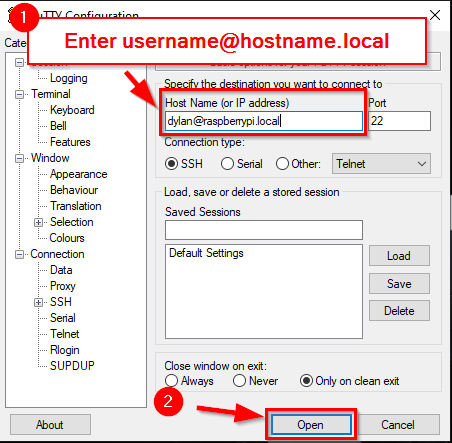 1
PuTTY Configuration
Enter username@hostname.local
Cate
Logging
Terminal
Keyboard
Bell
Features
Window
Appearance
Behaviour
Translation
Selection
Colours
Connection
Data
Proxy
SSH
Serial
Telnet
Rlogin
SUPDUP
Specify the destination you want to connect to
Host Name (or IP address)
Port
dylan@raspberrypi.local
22
Connection type:
SSH
Serial
Other:
Telnet
Load, save or delete a stored session
Saved Sessions
Default Settings
Load
Save
Delete
Close window on exit:
Always
Never
Only on clean exit
2
About
Open
Cancel